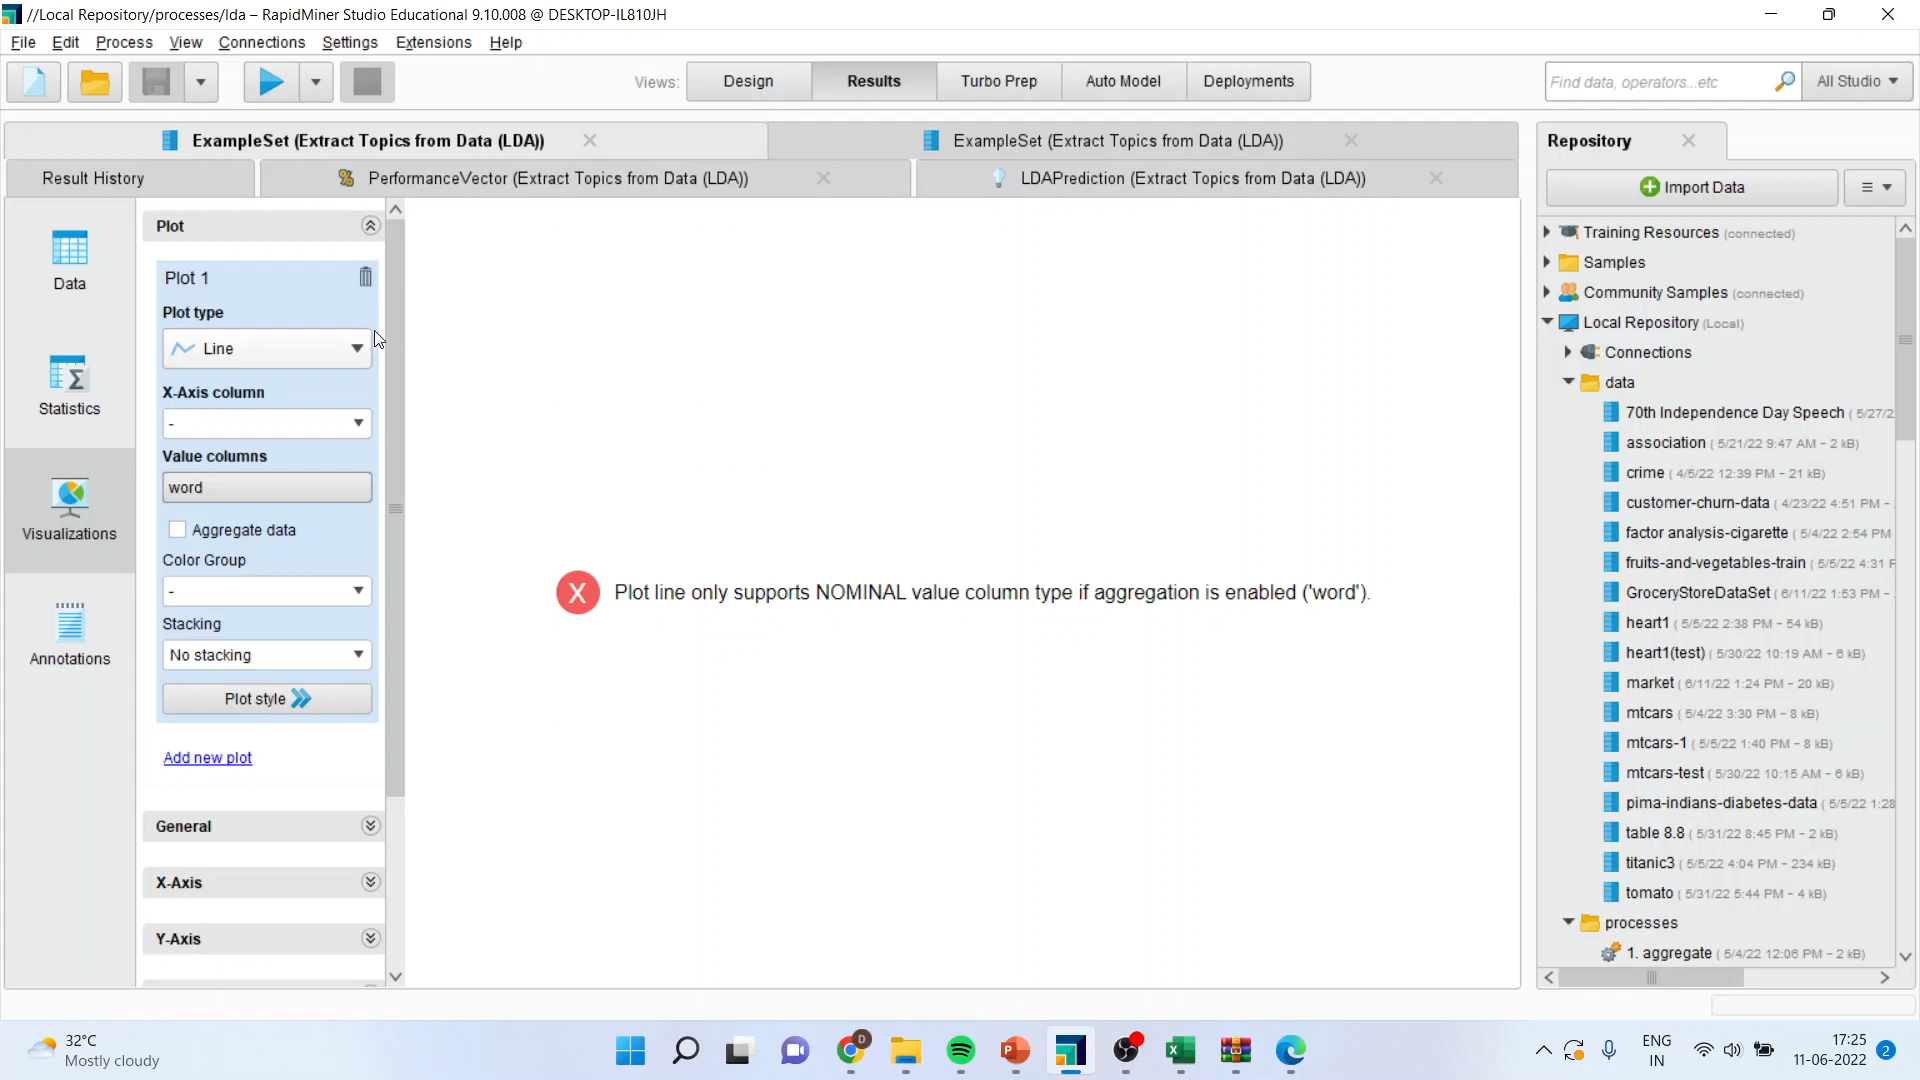 //Local Repository/processes/lda – RapidMiner Studio Educational 9.10.008 @ DESKTOP-IL810JH
File Edit Process View Connections Settings Extensions Help
Views: Design Results Turbo Prep Auto Model Deployments
Find data, operators...etc All Studio
ExampleSet (Extract Topics from Data (LDA))
ExampleSet (Extract Topics from Data (LDA))
Result History
PerformanceVector (Extract Topics from Data (LDA))
LDAPrediction (Extract Topics from Data (LDA))
Data
Statistics
Visualizations
Annotations
Plot
Plot 1
Plot type
Line
X-Axis column
-
Value columns
word
Aggregate data
Color Group
-
Stacking
No stacking
Plot style
Add new plot
General
X-Axis
Y-Axis
X Plot line only supports NOMINAL value column type if aggregation is enabled ('word').
Repository
Import Data
Training Resources (connected)
Samples
Community Samples (connected)
Local Repository (Local)
Connections
data
70th Independence Day Speech ( 5/27/2
association ( 5/21/22 9:47 AM – 2 kB)
crime ( 4/5/22 12:39 PM – 21 kB)
customer-churn-data ( 4/23/22 4:51 PM –
factor analysis-cigarette ( 5/4/22 2:54 PM
fruits-and-vegetables-train ( 5/5/22 4:31 F
GroceryStoreDataSet ( 6/11/22 1:53 PM –
heart1 ( 5/5/22 2:38 PM – 54 kB)
heart1(test) ( 5/30/22 10:19 AM – 6 kB)
market ( 6/11/22 1:24 PM – 20 kB)
mtcars ( 5/4/22 3:30 PM – 8 kB)
mtcars-1 ( 5/5/22 1:40 PM – 8 kB)
mtcars-test ( 5/30/22 10:15 AM – 6 kB)
pima-indians-diabetes-data ( 5/5/22 1:28
table 8.8 ( 5/31/22 8:45 PM – 2 kB)
titanic3 ( 5/5/22 4:04 PM – 234 kB)
tomato ( 5/31/22 5:44 PM – 4 kB)
processes
1. aggregate ( 5/4/22 12:06 PM – 2 kB)
32°C
Mostly cloudy
D
ENG
IN
17:25
11-06-2022
2